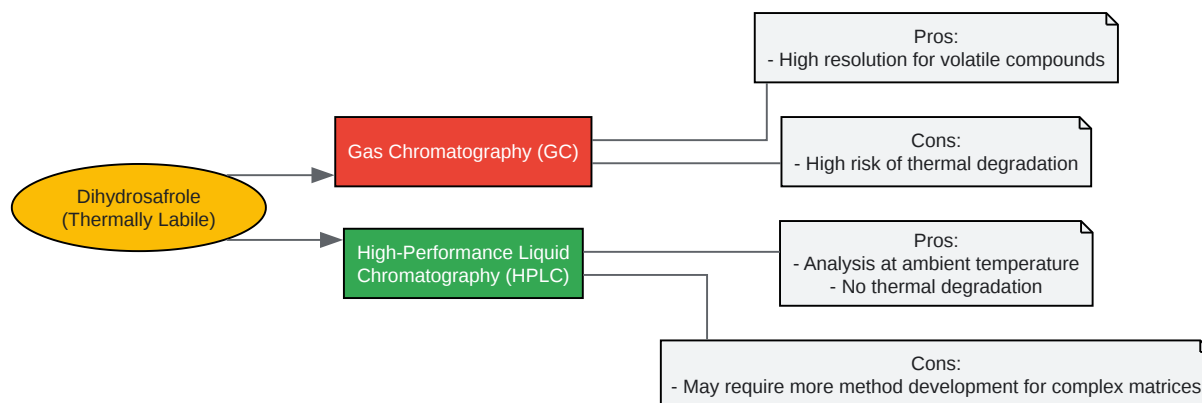 Dihydrosafrole
(Thermally Labile)
Gas Chromatography (GC)
Pros:
- High resolution for volatile compounds
Cons:
- High risk of thermal degradation
High-Performance Liquid
Chromatography (HPLC)
Pros:
- Analysis at ambient temperature
- No thermal degradation
Cons:
- May require more method development for complex matrices